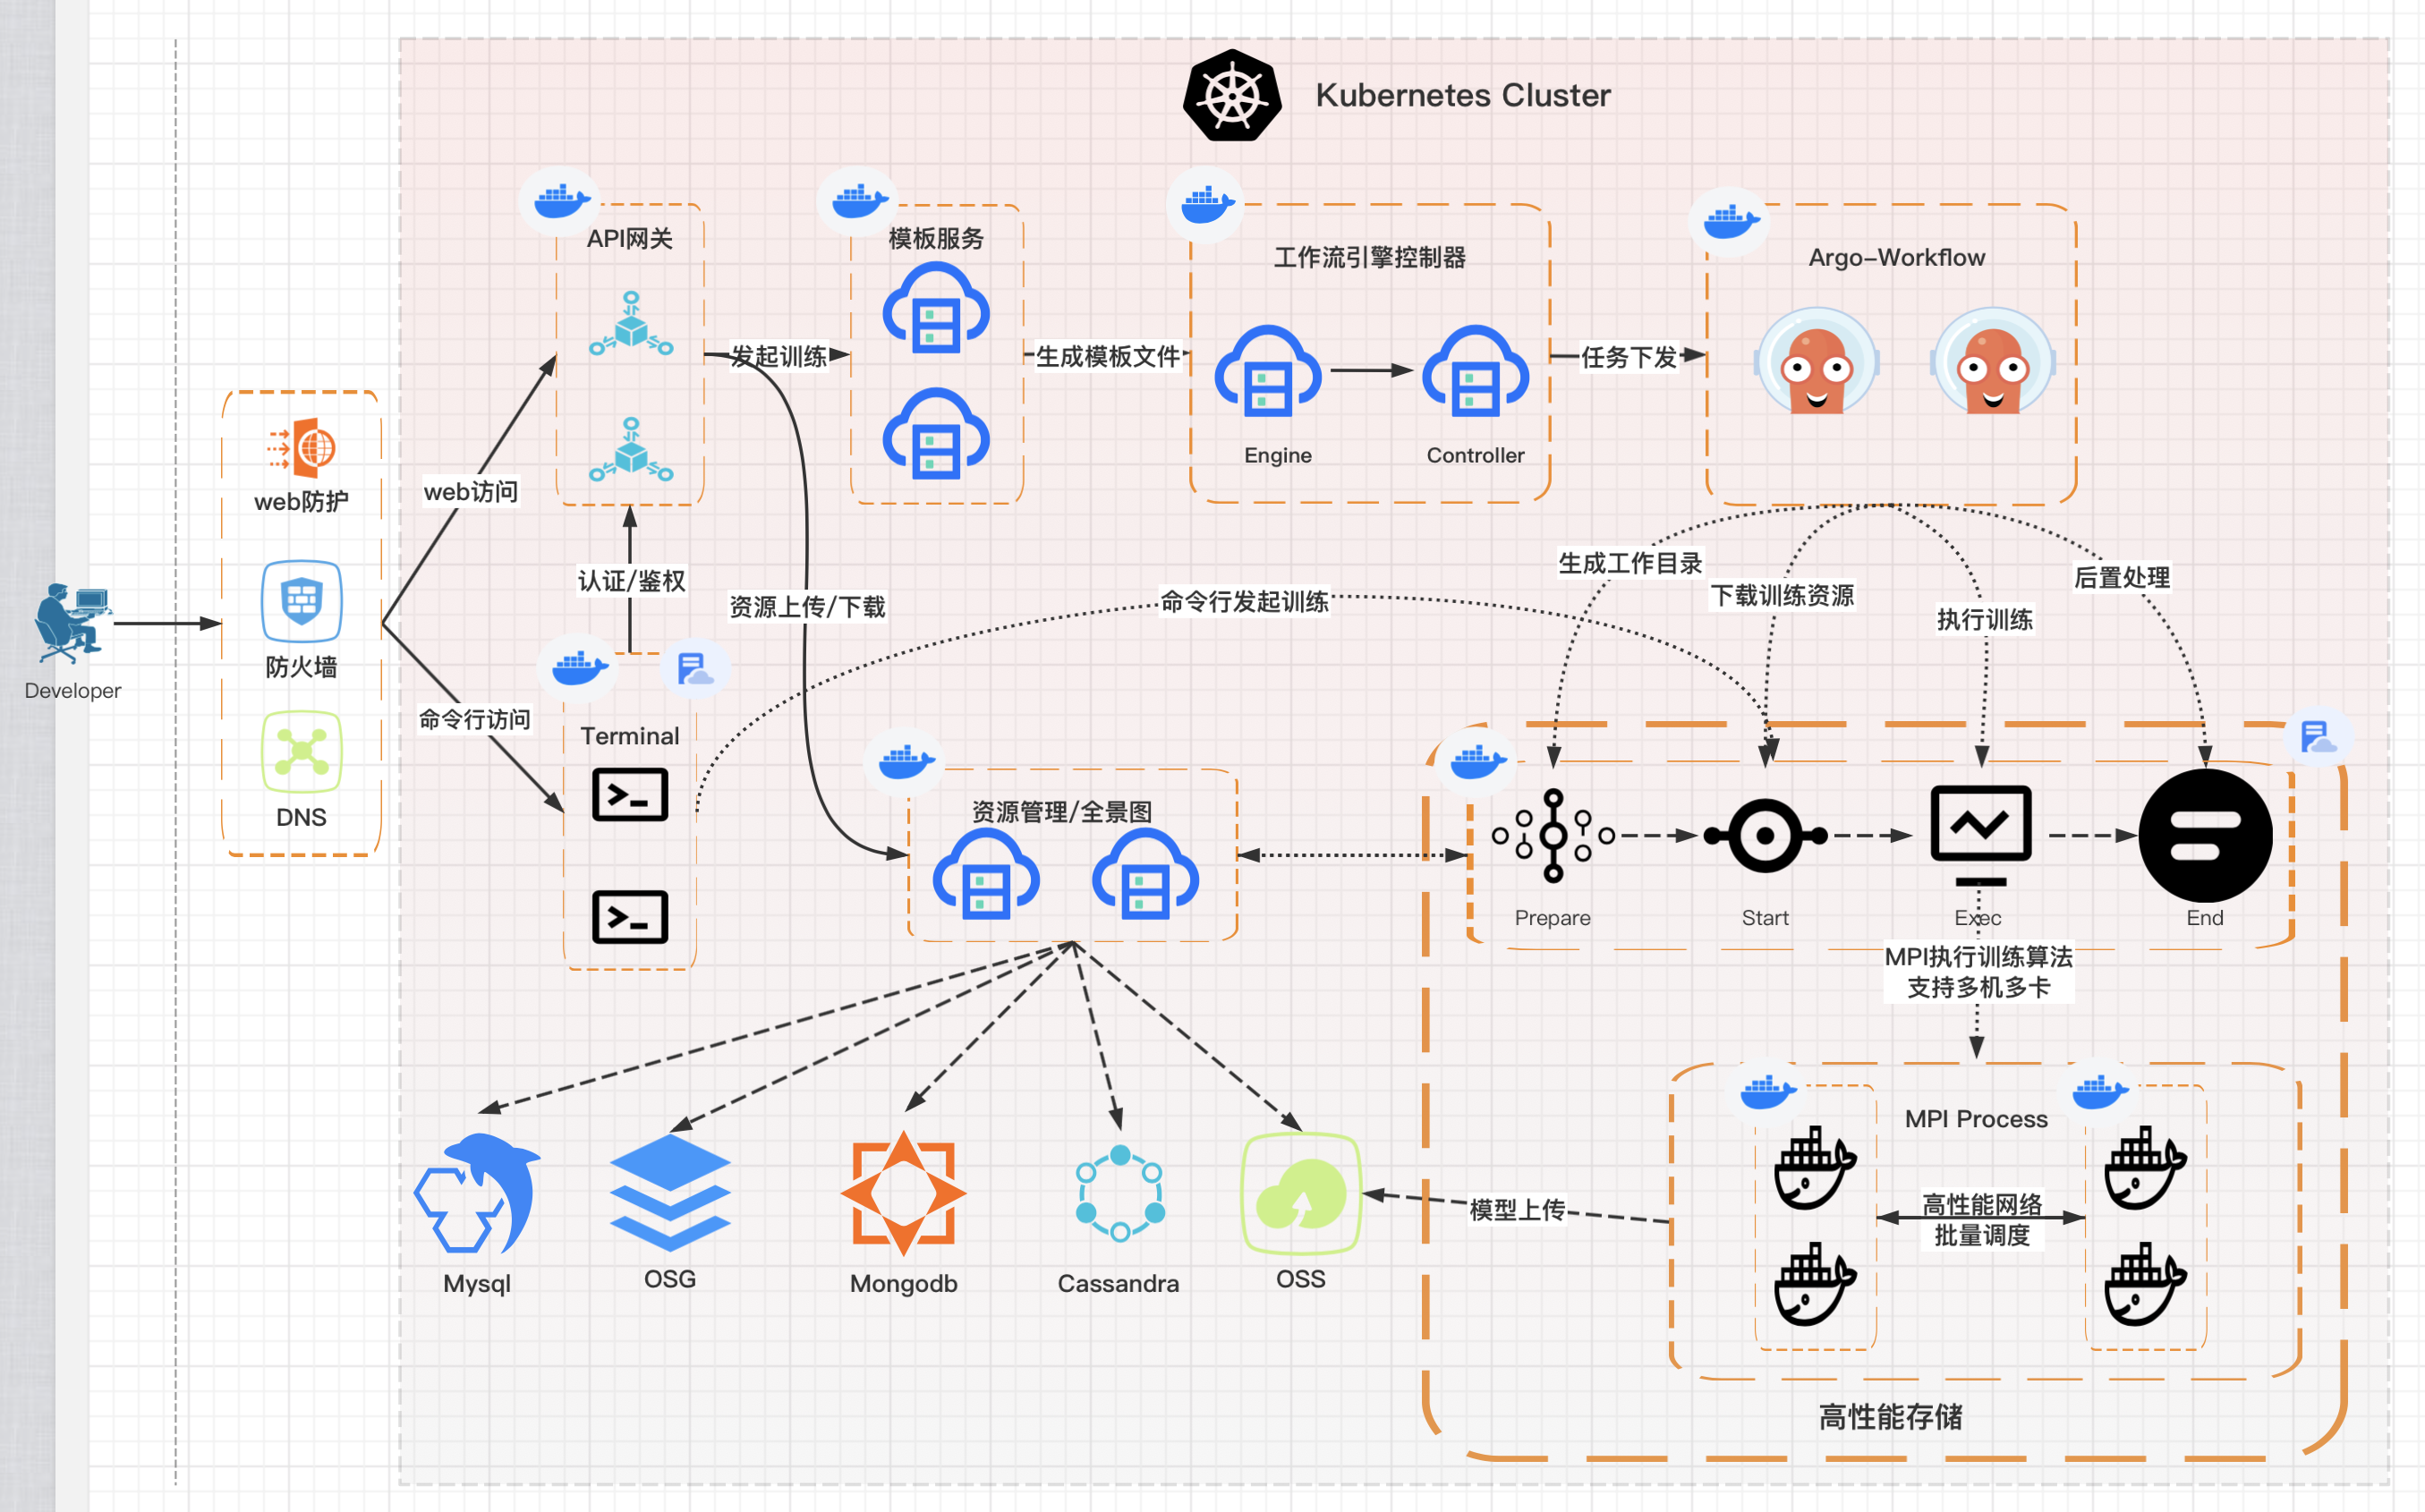 Kubernetes Cluster
API网关
模板服务
工作流引擎控制器
Argo-Workflow
发起训练
生成模板文件
任务下发
Engine
Controller
web防护
web访问
生成工作目录
后置处理
认证/鉴权
资源上传/下载
命令行发起训练
下载训练资源
执行训练
防火墙
Developer
命令行访问
Terminal
DNS
资源管理/全景图
Prepare
Start
Exec
End
MPI执行训练算法
支持多机多卡
MPI Process
高性能网络
批量调度
模型上传
Mysql
OSG
Mongodb
Cassandra
OSS
高性能存储